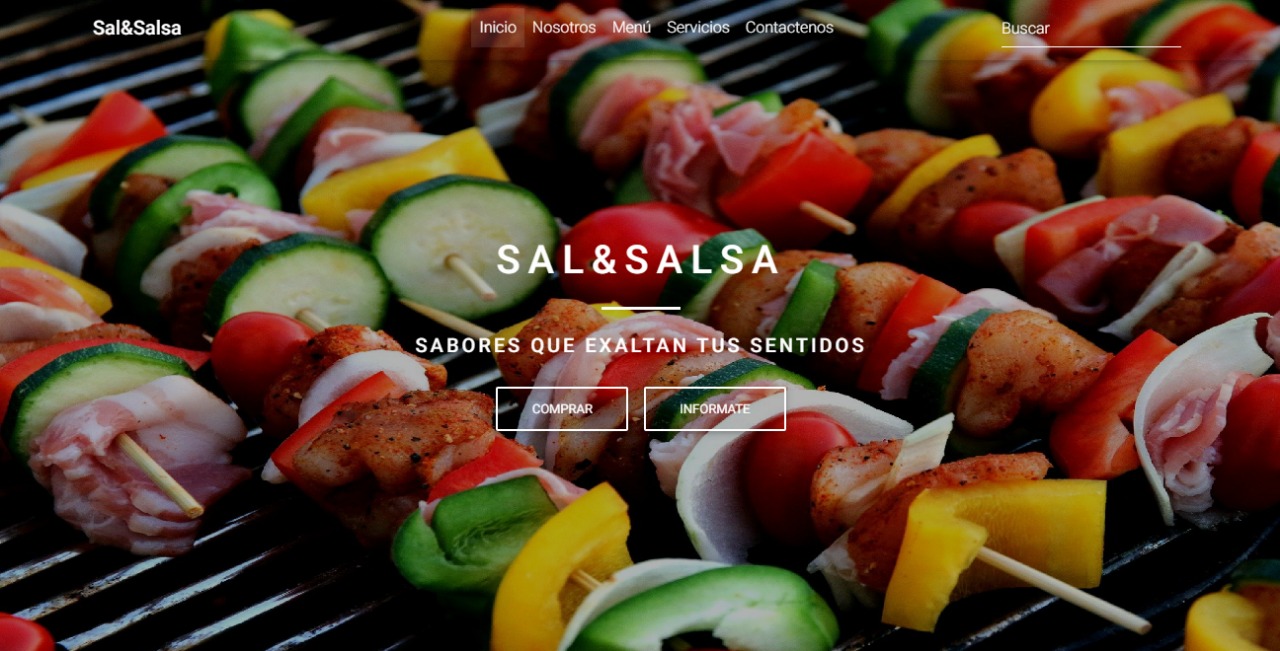 Sal&Salsa Inicio Nosotros Menú Servicios Contactenos Buscar
SAL&SALSA
SABORES QUE EXALTAN TUS SENTIDOS
COMPRAR INFORMATE